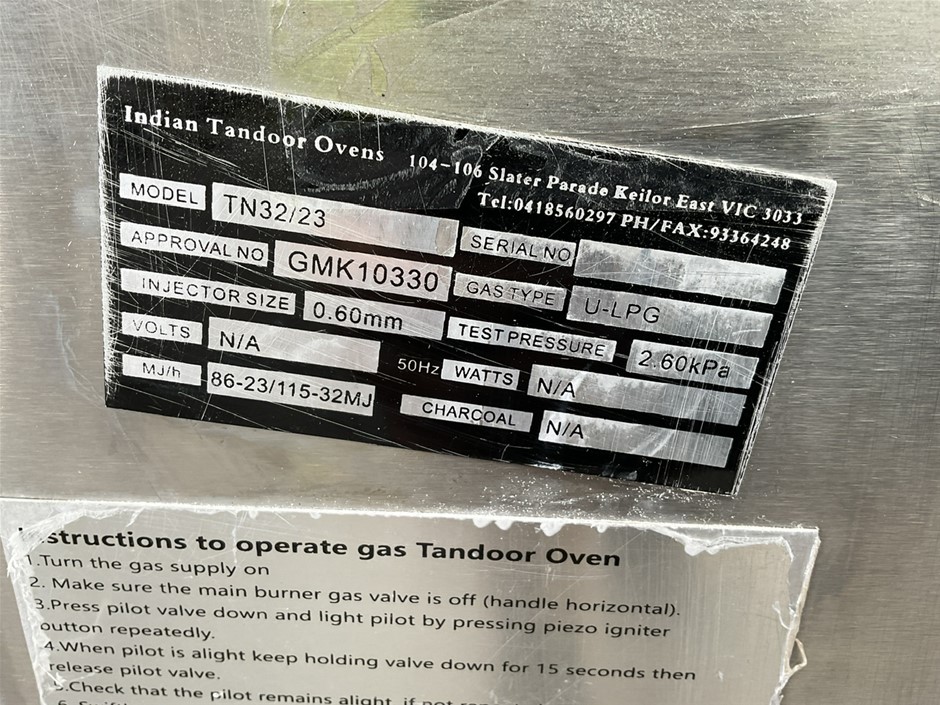 Indian Tandoor Ovens 104-106 Slater Parade Keilor East VIC 3033
Tel:0418560297 PH/FAX:93364248
MODEL TN32/23 SERIAL NO
APPROVAL NO GMK10330 GAS TYPE U-LPG
INJECTOR SIZE 0.60mm TEST PRESSURE 2.60kPa
VOLTS N/A 50Hz WATTS N/A
MJ/h 86-23/115-32MJ CHARCOAL N/A
Instructions to operate gas Tandoor Oven
1.Turn the gas supply on
2. Make sure the main burner gas valve is off (handle horizontal).
3.Press pilot valve down and light pilot by pressing piezo igniter
button repeatedly.
4.When pilot is alight keep holding valve down for 15 seconds then
release pilot valve.
5.Check that the pilot remains alight, if not